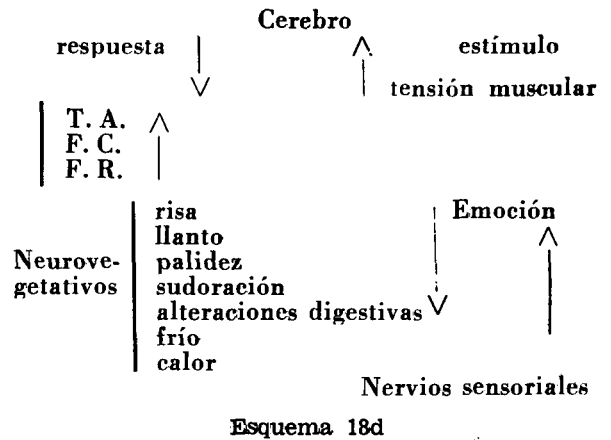 Cerebro
respuesta estímulo
tensión muscular
T. A.
F. C.
F. R.
risa Emoción
llanto
Neurove- palidez
getativos sudoración
alteraciones digestivas
frío
calor
Nervios sensoriales
Esquema 18d